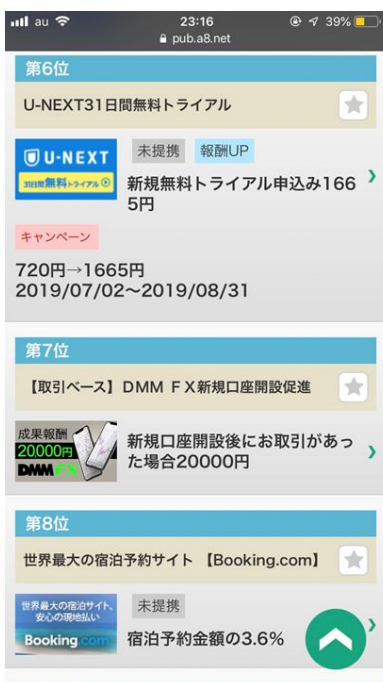 au 23:16 39%
pub.a8.net
第6位
U-NEXT31日間無料トライアル
U-NEXT
31日間無料トライアル
未提携 報酬UP
新規無料トライアル申込み166
5円
キャンペーン
720円→1665円
2019/07/02~2019/08/31
第7位
【取引ベース】DMM FX新規口座開設促進
成果報酬
20000円
DMM FX
新規口座開設後にお取引があっ
た場合20000円
第8位
世界最大の宿泊予約サイト【Booking.com】
世界最大の宿泊サイト、
安心の現地払い
Booking.com
未提携
宿泊予約金額の3.6%